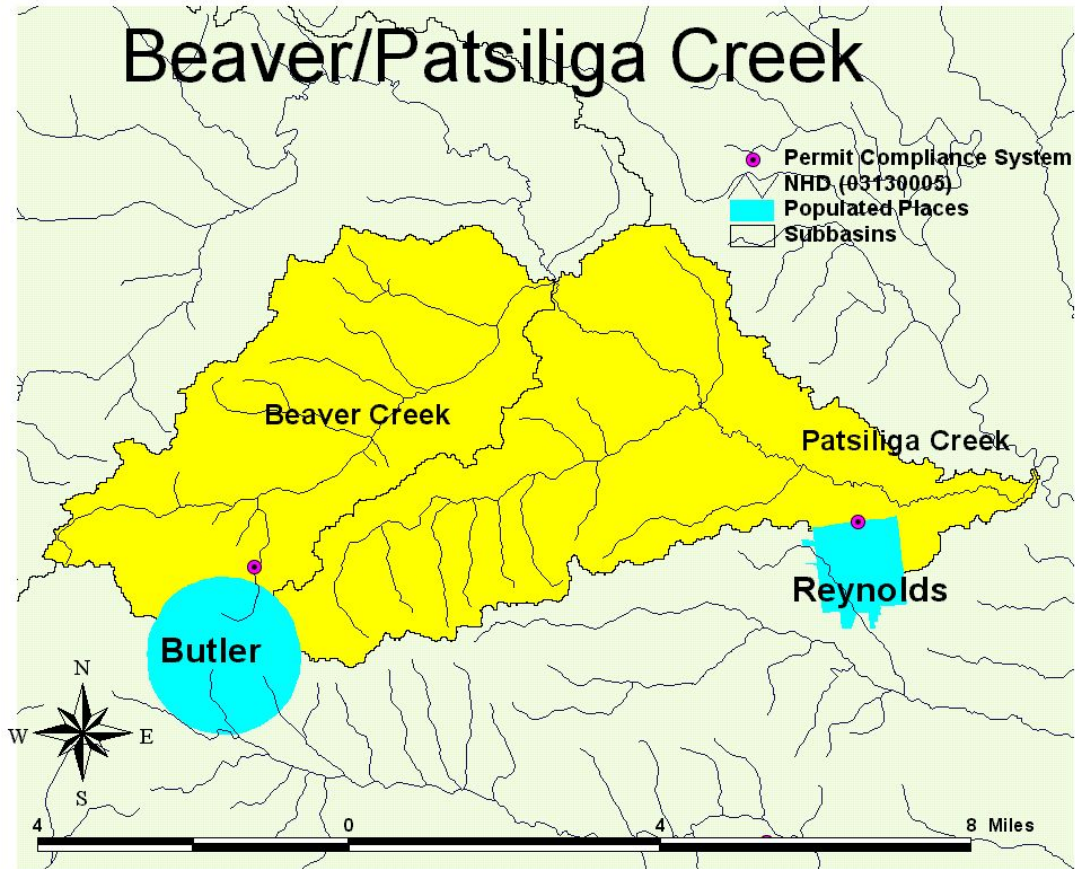 Beaver/Patsiliga Creek
Permit Compliance System
NHD (03130005)
Populated Places
Subbasins
Beaver Creek
Patsiliga Creek
Reynolds
Butler
N
W E
S
4 0 4 8 Miles